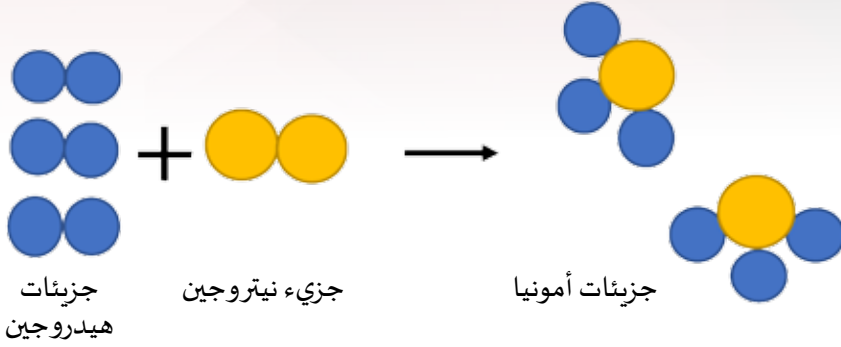 جزيئات أمونيا
جزيء نيتروجين
جزيئات
هيدروجين